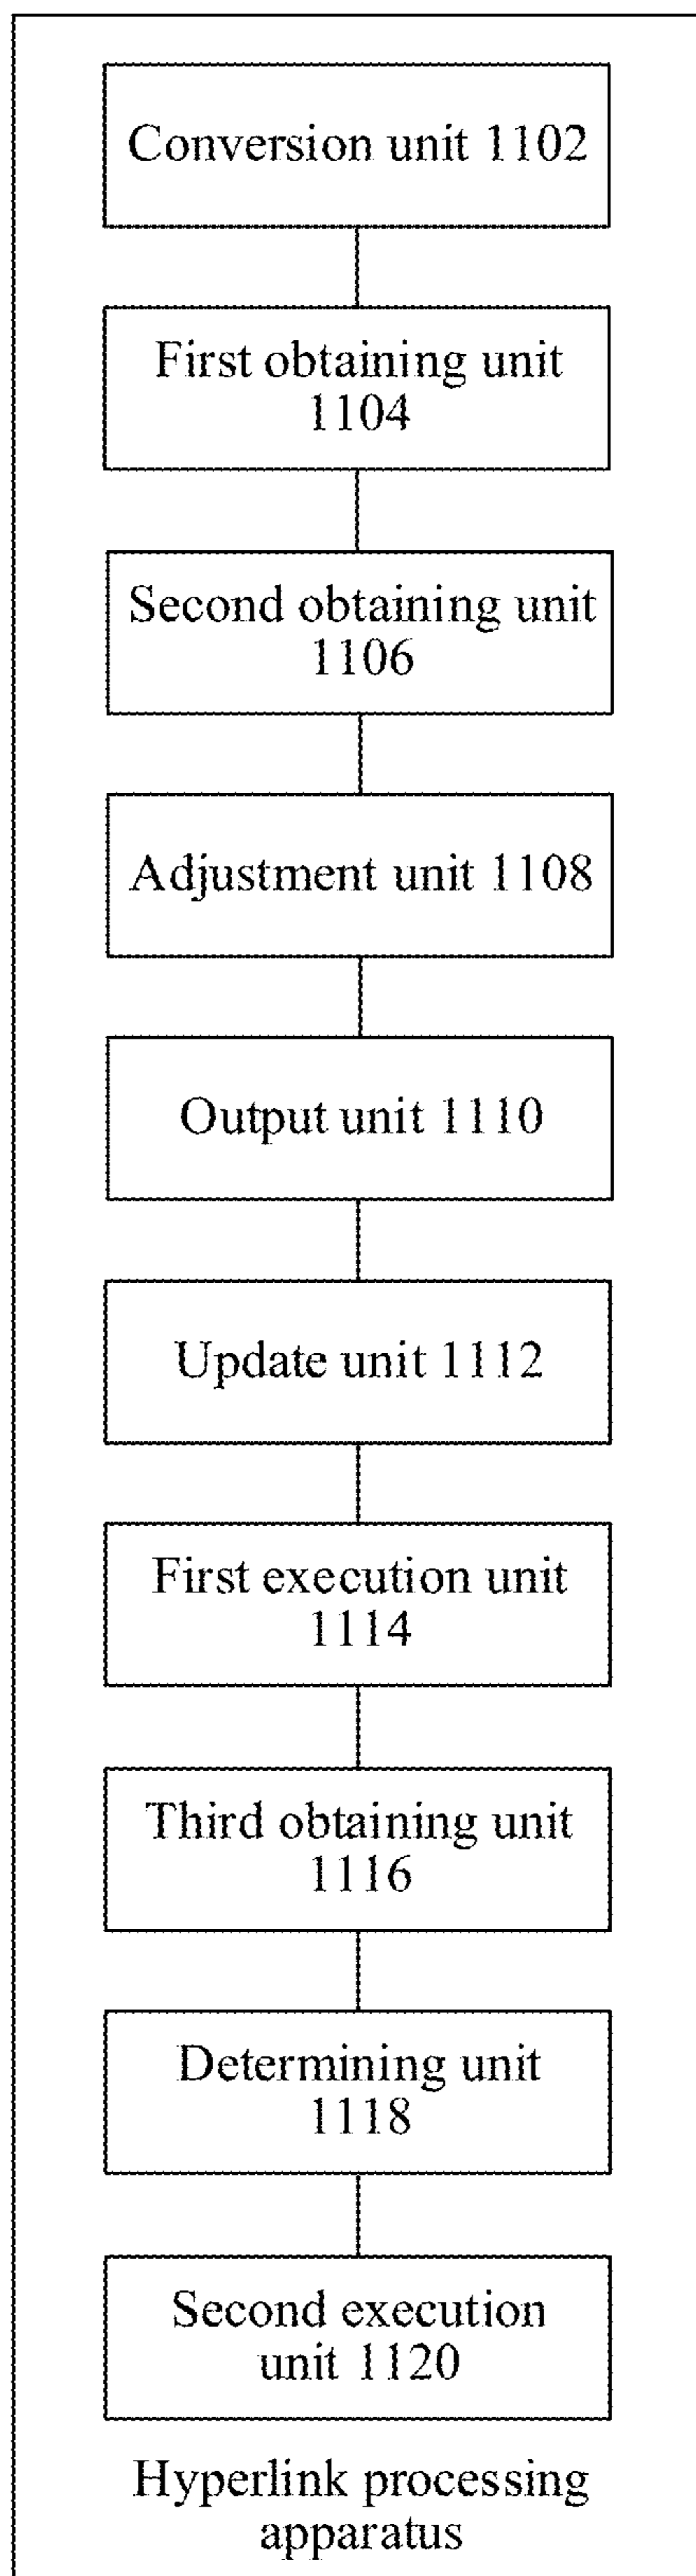 Conversion unit 1102
First obtaining unit
1104
Second obtaining unit
1106
Adjustment unit 1108
Output unit 1110
Update unit 1112
First execution unit
1114
Third obtaining unit
1116
Determining unit
1118
Second execution
unit 1120
Hyperlink processing
apparatus